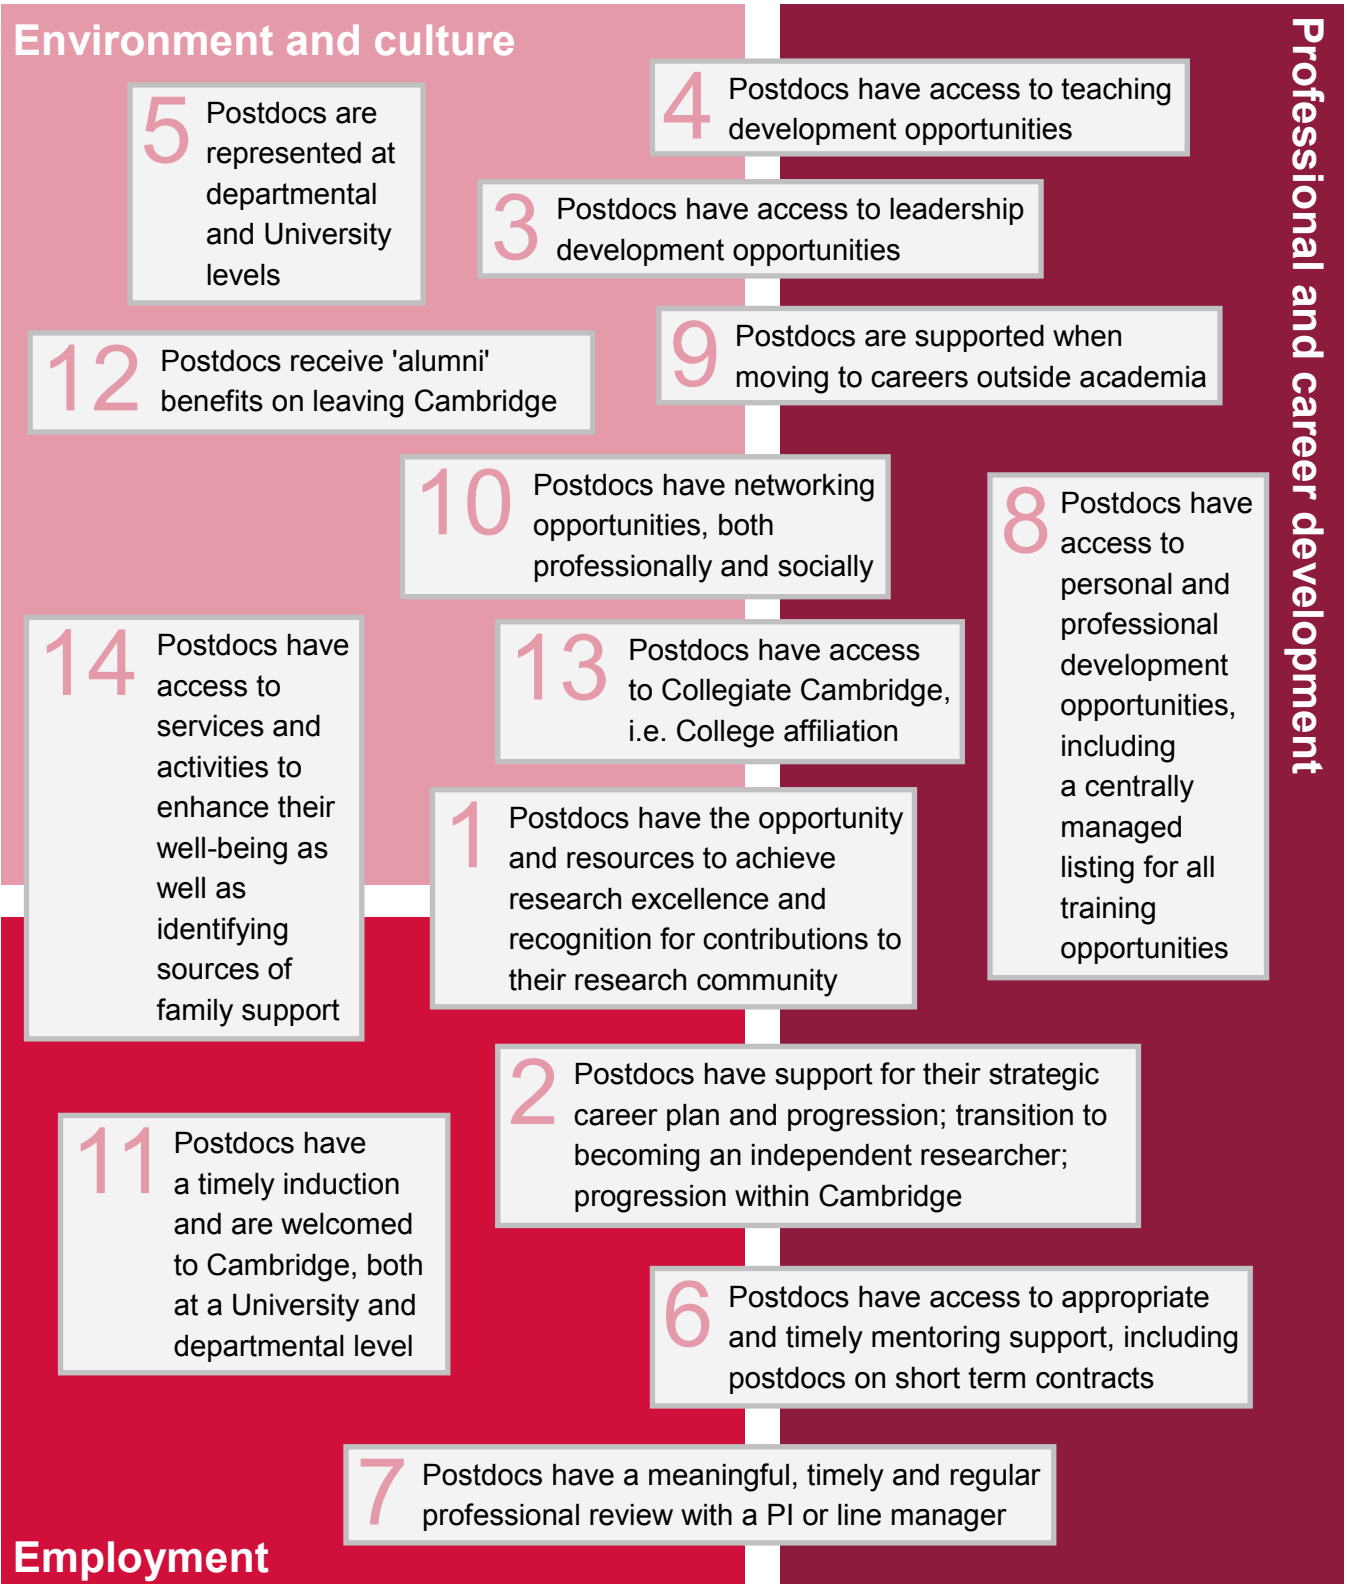 Environment and culture
Professional and career development
5
Postdocs are
represented at
departmental
and University
levels
4
Postdocs have access to teaching
development opportunities
3
Postdocs have access to leadership
development opportunities
12
Postdocs receive 'alumni'
benefits on leaving Cambridge
9
Postdocs are supported when
moving to careers outside academia
10
Postdocs have networking
opportunities, both
professionally and socially
8
Postdocs have
access to
personal and
professional
development
opportunities,
including
a centrally
managed
listing for all
training
opportunities
14
Postdocs have
access to
services and
activities to
enhance their
well-being as
well as
identifying
sources of
family support
13
Postdocs have access
to Collegiate Cambridge,
i.e. College affiliation
1
Postdocs have the opportunity
and resources to achieve
research excellence and
recognition for contributions to
their research community
2
Postdocs have support for their strategic
career plan and progression; transition to
becoming an independent researcher;
progression within Cambridge
11
Postdocs have
a timely induction
and are welcomed
to Cambridge, both
at a University and
departmental level
6
Postdocs have access to appropriate
and timely mentoring support, including
postdocs on short term contracts
7
Postdocs have a meaningful, timely and regular
professional review with a PI or line manager
Employment